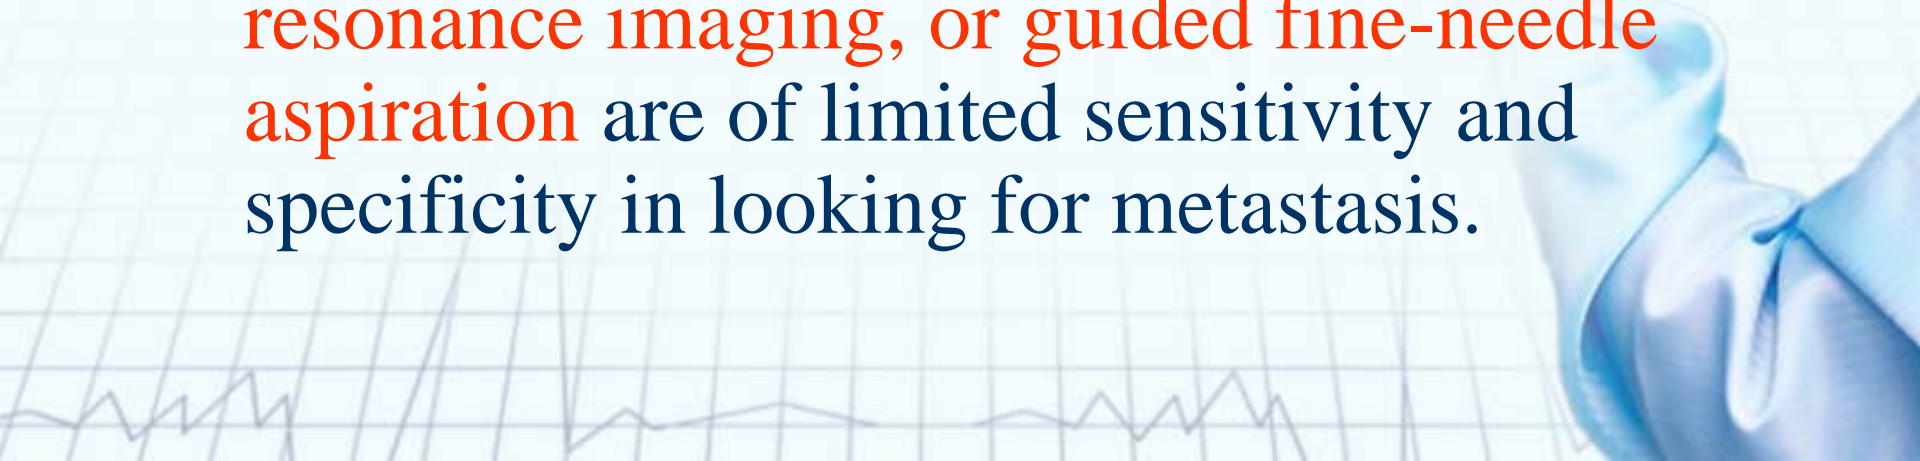 resonance imaging, or guided fine-needle
aspiration are of limited sensitivity and
specificity in looking for metastasis.